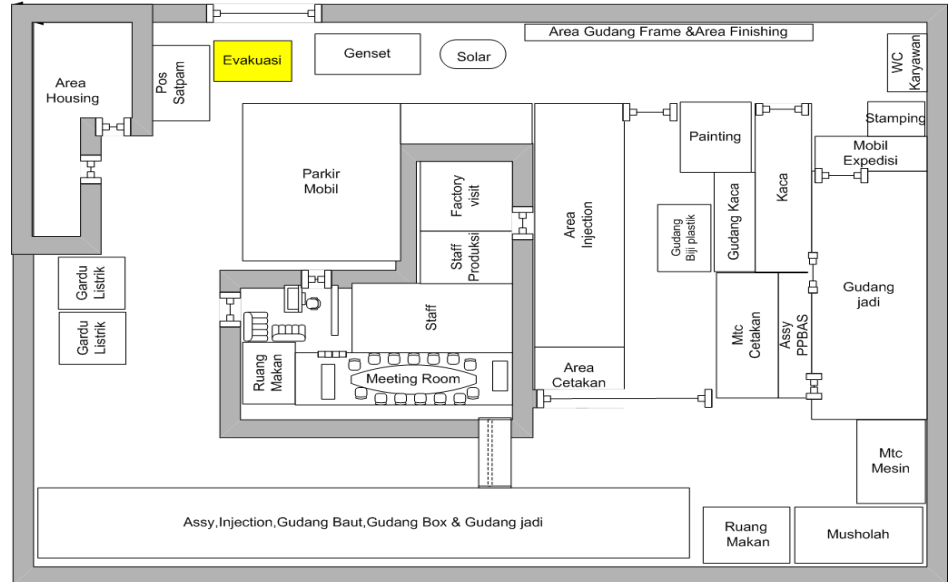 Area Gudang Frame &Area Finishing
Evakuasi
Genset
Solar
WC
Karyawan
Area
Housing
Pos
Satpam
Stamping
Mobil
Expedisi
Painting
Parkir
Mobil
Factory
visit
Area
Injection
Kaca
Gudang Kaca
Gudang
Biji plastik
Staff
Produksi
Gardu
Listrik
Gudang
jadi
Staff
Gardu
Listrik
Mtc
Cetakan
Assy
PPBAS
Ruang
Makan
Meeting Room
Area
Cetakan
Mtc
Mesin
Assy,Injection,Gudang Baut,Gudang Box & Gudang jadi
Ruang
Makan
Musholah